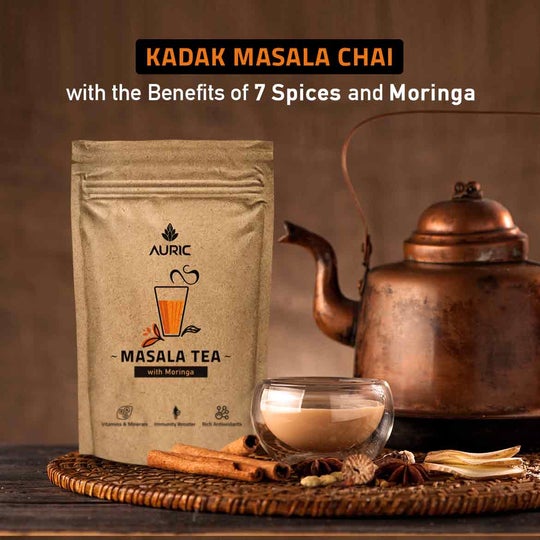 KADAK MASALA CHAI
with the Benefits of 7 Spices and Moringa
AURIC
~ MASALA TEA ~
with Moringa
Vitamins & Minerals
Immunity Booster
Rich Antioxidants